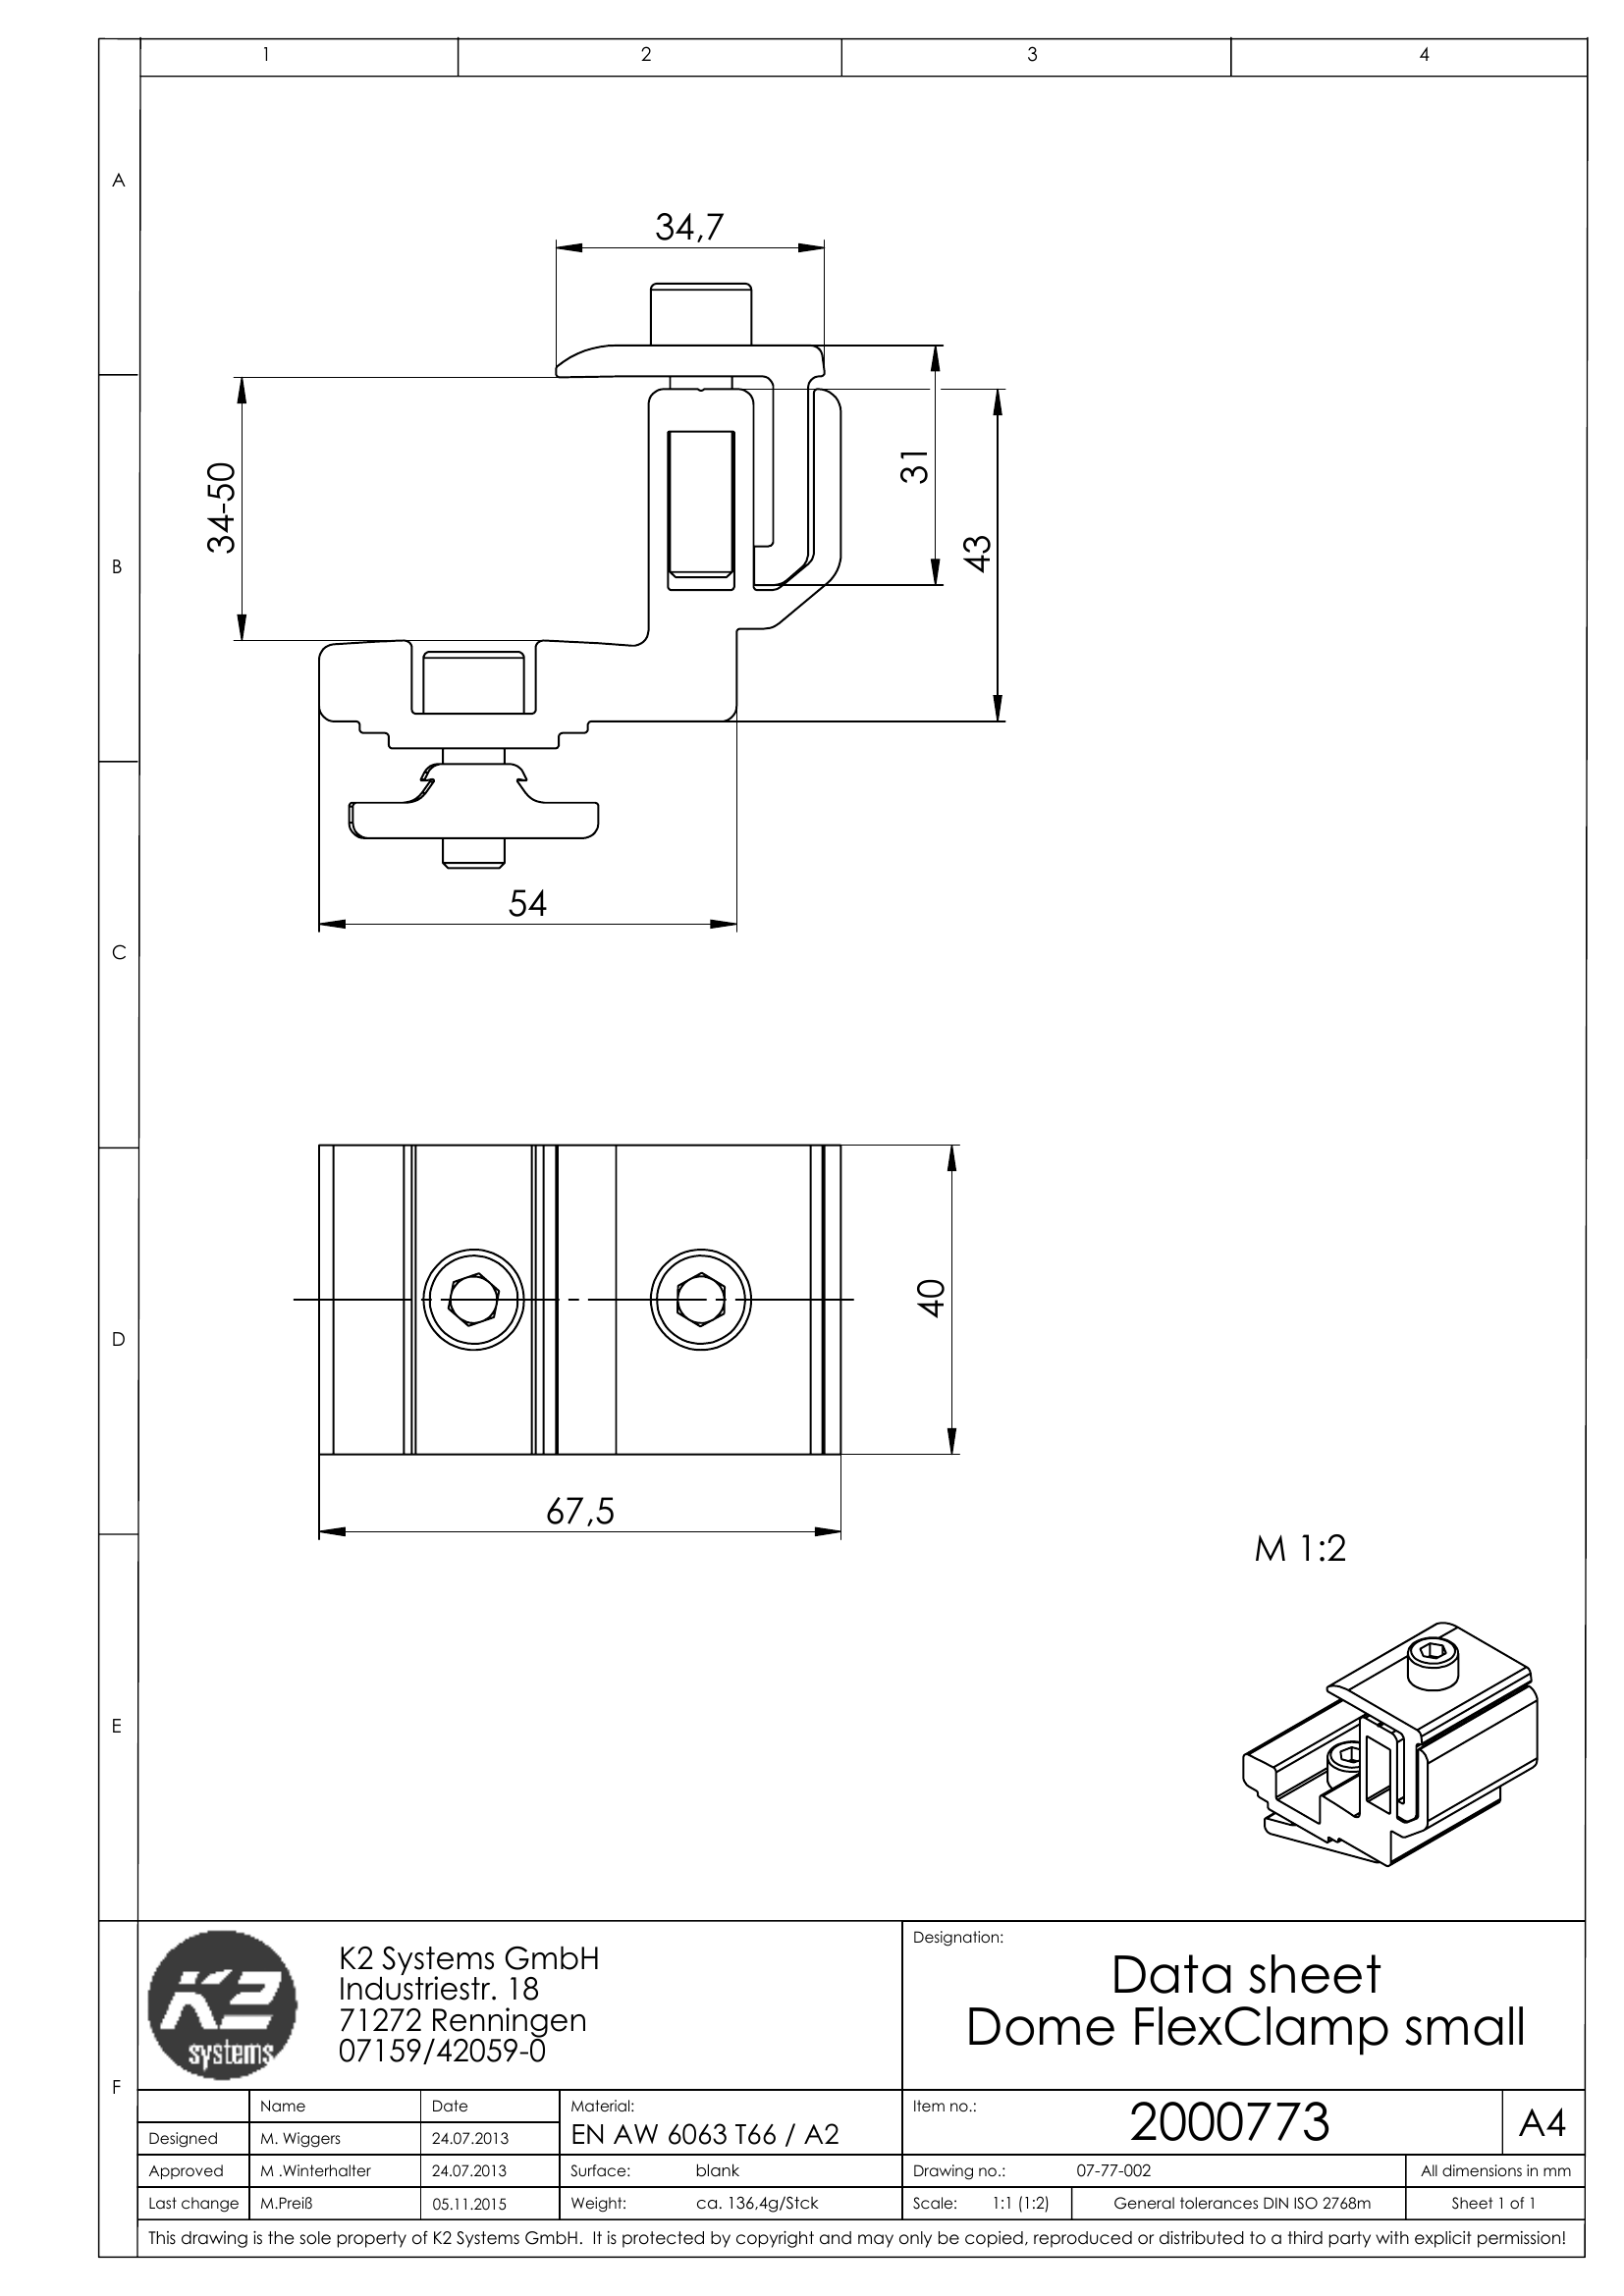 1 2 3 4
A
34,7
34-50
31
43
B
54
C
40
D
67,5
M 1:2
E
F
K2
systems
K2 Systems GmbH
Industriestr. 18
71272 Renningen
07159/42059-0
Designation:
Data sheet
Dome FlexClamp small
Name Date Material: Item no.:
EN AW 6063 T66 / A2 2000773 A4
Designed M. Wiggers 24.07.2013
Approved M .Winterhalter 24.07.2013 Surface: blank Drawing no.: 07-77-002 All dimensions in mm
Last change M.Preiß 05.11.2015 Weight: ca. 136,4g/Stck Scale: 1:1 (1:2) General tolerances DIN ISO 2768m Sheet 1 of 1
This drawing is the sole property of K2 Systems GmbH. It is protected by copyright and may only be copied, reproduced or distributed to a third party with explicit permission!